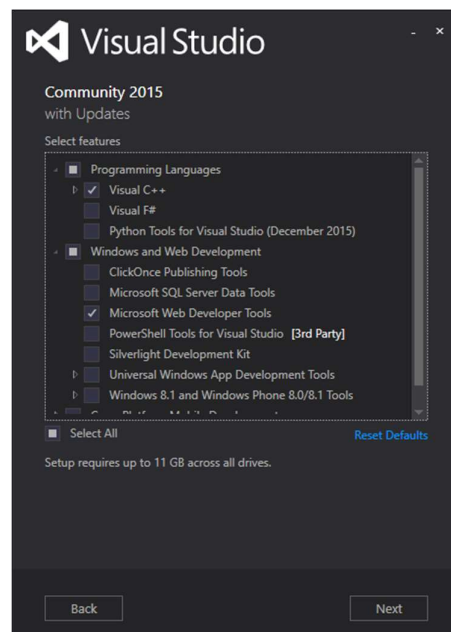 Visual Studio
Community 2015
with Updates
Select features
Programming Languages
Visual C++
Visual F#
Python Tools for Visual Studio (December 2015)
Windows and Web Development
ClickOnce Publishing Tools
Microsoft SQL Server Data Tools
Microsoft Web Developer Tools
PowerShell Tools for Visual Studio [3rd Party]
Silverlight Development Kit
Universal Windows App Development Tools
Windows 8.1 and Windows Phone 8.0/8.1 Tools
Select All
Reset Defaults
Setup requires up to 11 GB across all drives.
Back
Next